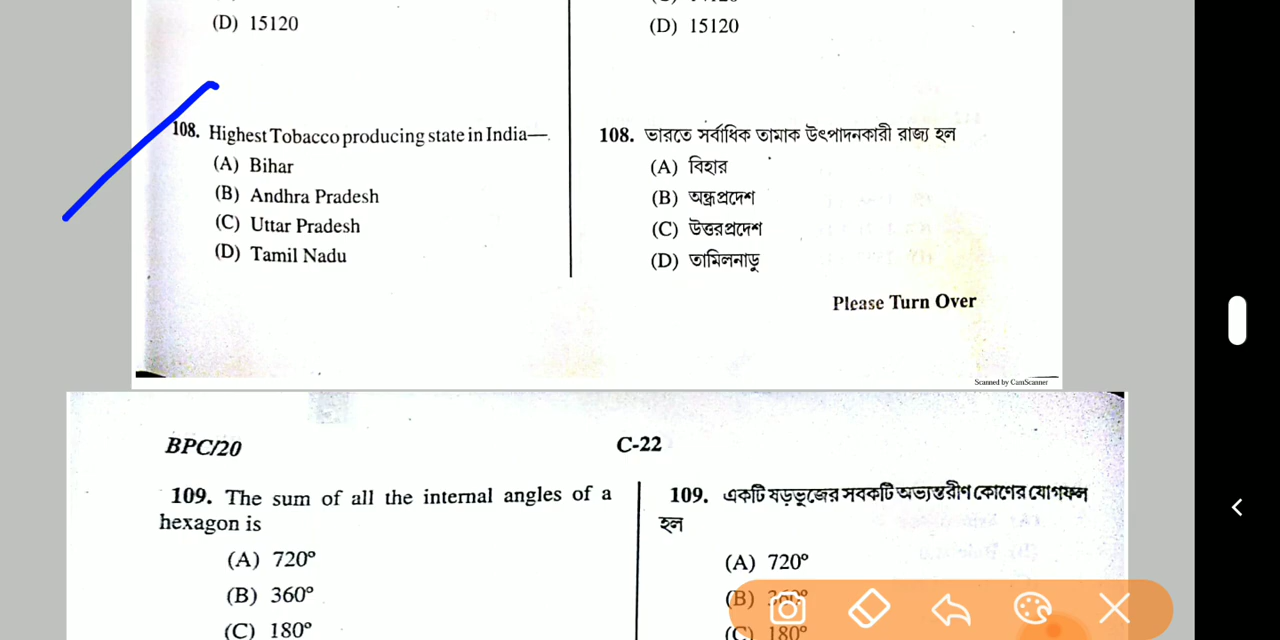 (D) 15120
(D) 15120
108. Highest Tobacco producing state in India—.
(A) Bihar
(B) Andhra Pradesh
(C) Uttar Pradesh
(D) Tamil Nadu
108. ভারতে সর্বাধিক তামাক উৎপাদনকারী রাজ্য হল
(A) বিহার
(B) অন্ধ্রপ্রদেশ
(C) উত্তরপ্রদেশ
(D) তামিলনাড়ু
Please Turn Over
Scanned by CamScanner
BPC/20
C-22
109. The sum of all the internal angles of a
hexagon is
(A) 720°
(B) 360°
(C) 180°
109. একটি ষড়ভুজের সবকটি অভ্যন্তরীণ কোণের যোগফল
হল
(A) 720°
(B) 360°
(C) 180°